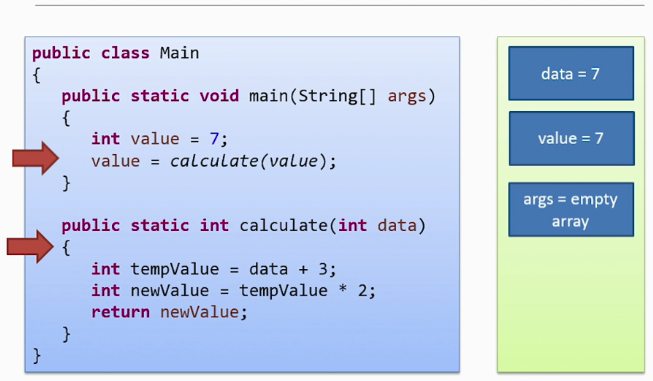 public class Main
{
public static void main(String[] args)
{
int value = 7;
value = calculate(value);
}
public static int calculate(int data)
{
int tempValue = data + 3;
int newValue = tempValue * 2;
return newValue;
}
}
data = 7
value = 7
args = empty
array